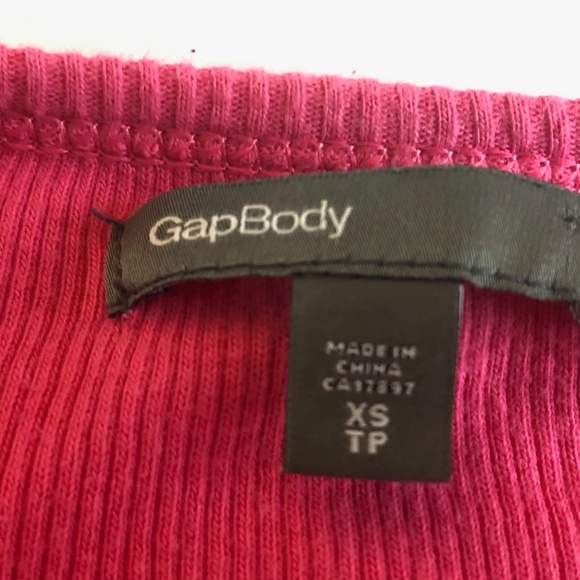 GapBody
MADE IN
CHINA
CA17897
XS
TP